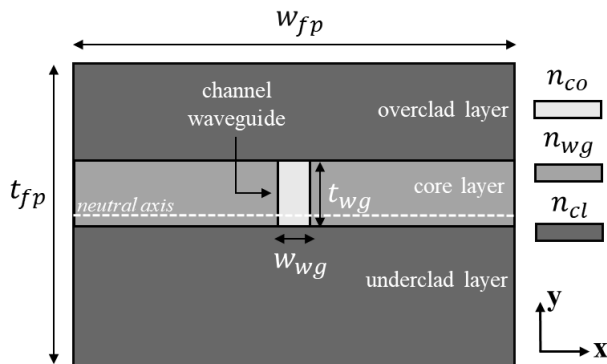 w_fp
channel
waveguide
overclad layer
n_co
n_wg
t_fp
neutral axis
t_wg
core layer
n_cl
w_wg
underclad layer
y
x